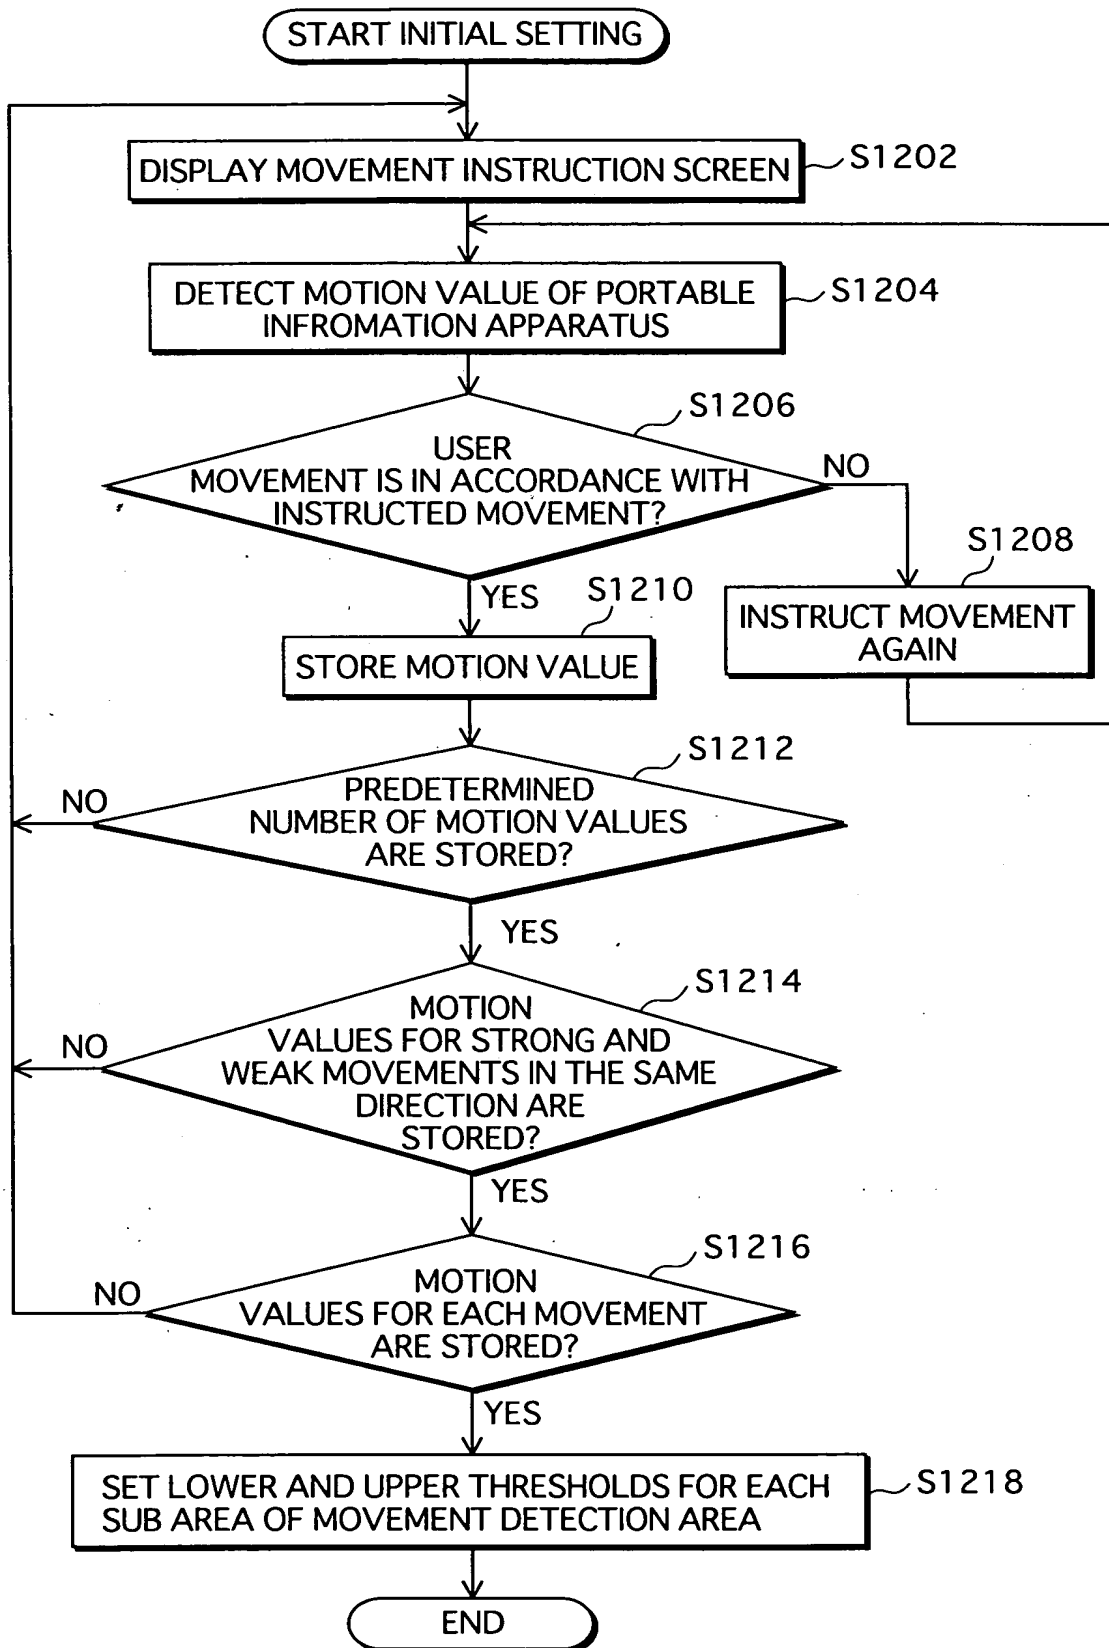 START INITIAL SETTING
DISPLAY MOVEMENT INSTRUCTION SCREEN
S1202
DETECT MOTION VALUE OF PORTABLE
INFROMATION APPARATUS
S1204
S1206
USER
MOVEMENT IS IN ACCORDANCE WITH
INSTRUCTED MOVEMENT?
NO
YES
S1208
INSTRUCT MOVEMENT
AGAIN
S1210
STORE MOTION VALUE
S1212
PREDETERMINED
NUMBER OF MOTION VALUES
ARE STORED?
NO
YES
S1214
MOTION
VALUES FOR STRONG AND
WEAK MOVEMENTS IN THE SAME
DIRECTION ARE
STORED?
NO
YES
S1216
MOTION
VALUES FOR EACH MOVEMENT
ARE STORED?
NO
YES
SET LOWER AND UPPER THRESHOLDS FOR EACH
SUB AREA OF MOVEMENT DETECTION AREA
S1218
END